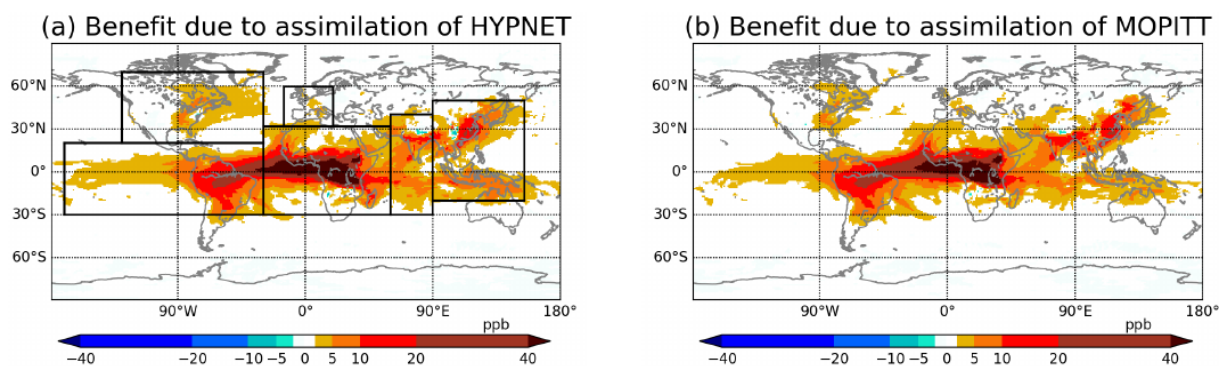 (a) Benefit due to assimilation of HYPNET
60°N
30°N
0°
30°S
60°S
90°W 0° 90°E 180°
ppb
−40 −20 −10 −5 0 5 10 20 40
(b) Benefit due to assimilation of MOPITT
60°N
30°N
0°
30°S
60°S
90°W 0° 90°E 180°
ppb
−40 −20 −10 −5 0 5 10 20 40